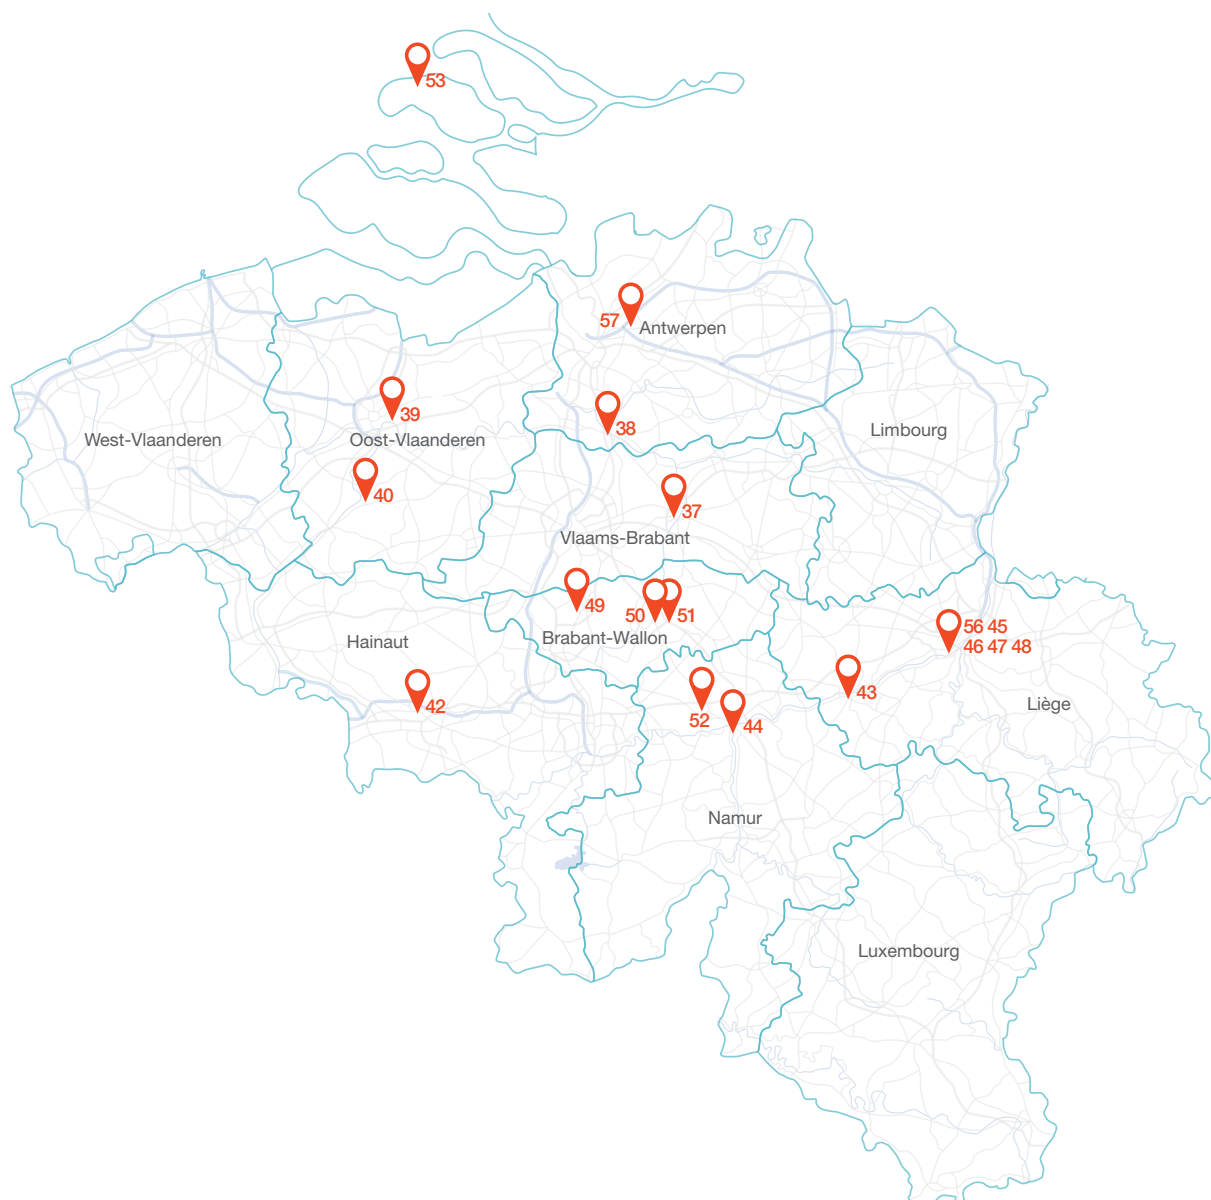 53
57
Antwerpen
39
38
Limbourg
West-Vlaanderen
Oost-Vlaanderen
40
37
Vlaams-Brabant
49
50
51
56 45
46 47 48
Hainaut
Brabant-Wallon
43
42
52
44
Liège
Namur
Luxembourg